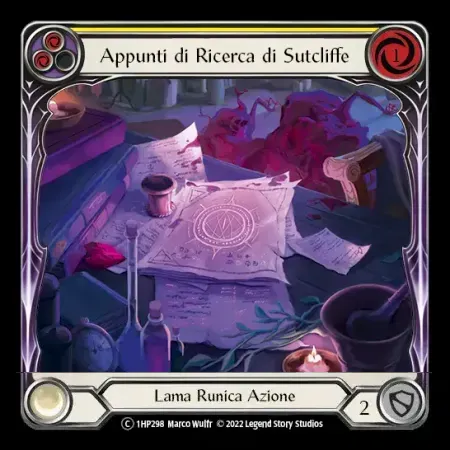 Appunti di Ricerca di Sutcliffe
1
Lama Runica Azione
2
C 1HP298 Marco Wulfr © 2022 Legend Story Studios